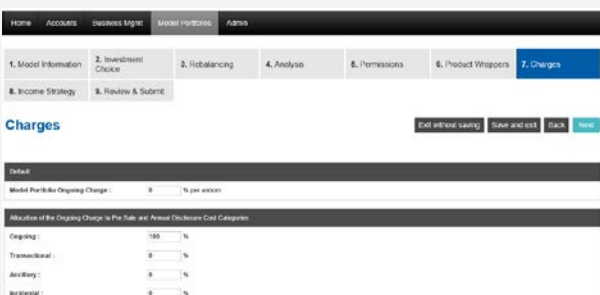 Home Accounts Business Mgmt Model Portfolios Admin
1. Model Information 2. Investment Choice 3. Rebalancing 4. Analysis 5. Permissions 6. Product Wrappers 7. Charges
8. Income Strategy 9. Review & Submit
Charges Exit without saving Save and exit Back Next
Default
Model Portfolio Ongoing Charge : 0 % per annum
Allocation of the Ongoing Charge to Pre Sale and Annual Disclosure Cost Categories
Ongoing : 100 %
Transactional : 0 %
Ancillary : 0 %
Incidental : 0 %